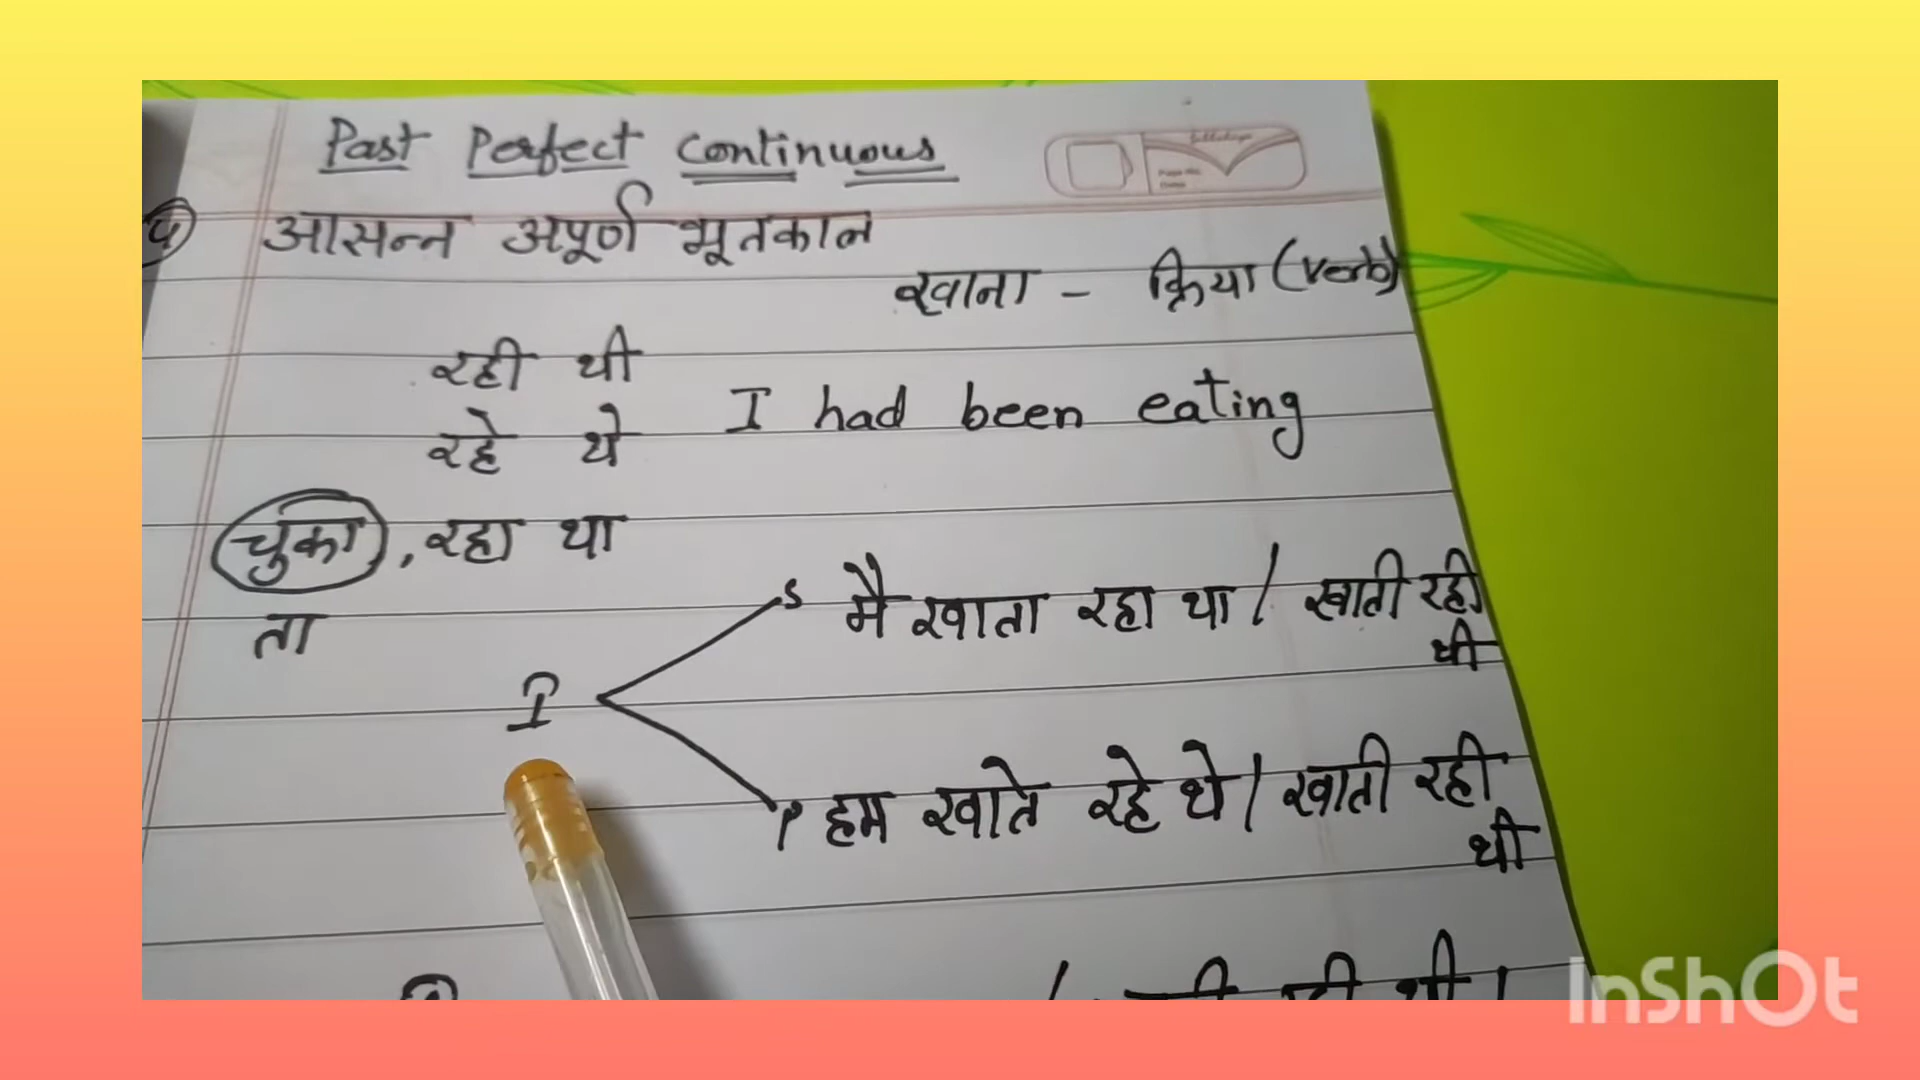 Past Perfect Continuous
आसन्न अपूर्ण भूतकाल
खाना - क्रिया (Verb)
रही थी
रहे थे
I had been eating
चुका, रहा था
ता
I
S मै खाता रहा था / खाती रही
थी
P हम खाते रहे थे / खाती रही
थी
InShOt